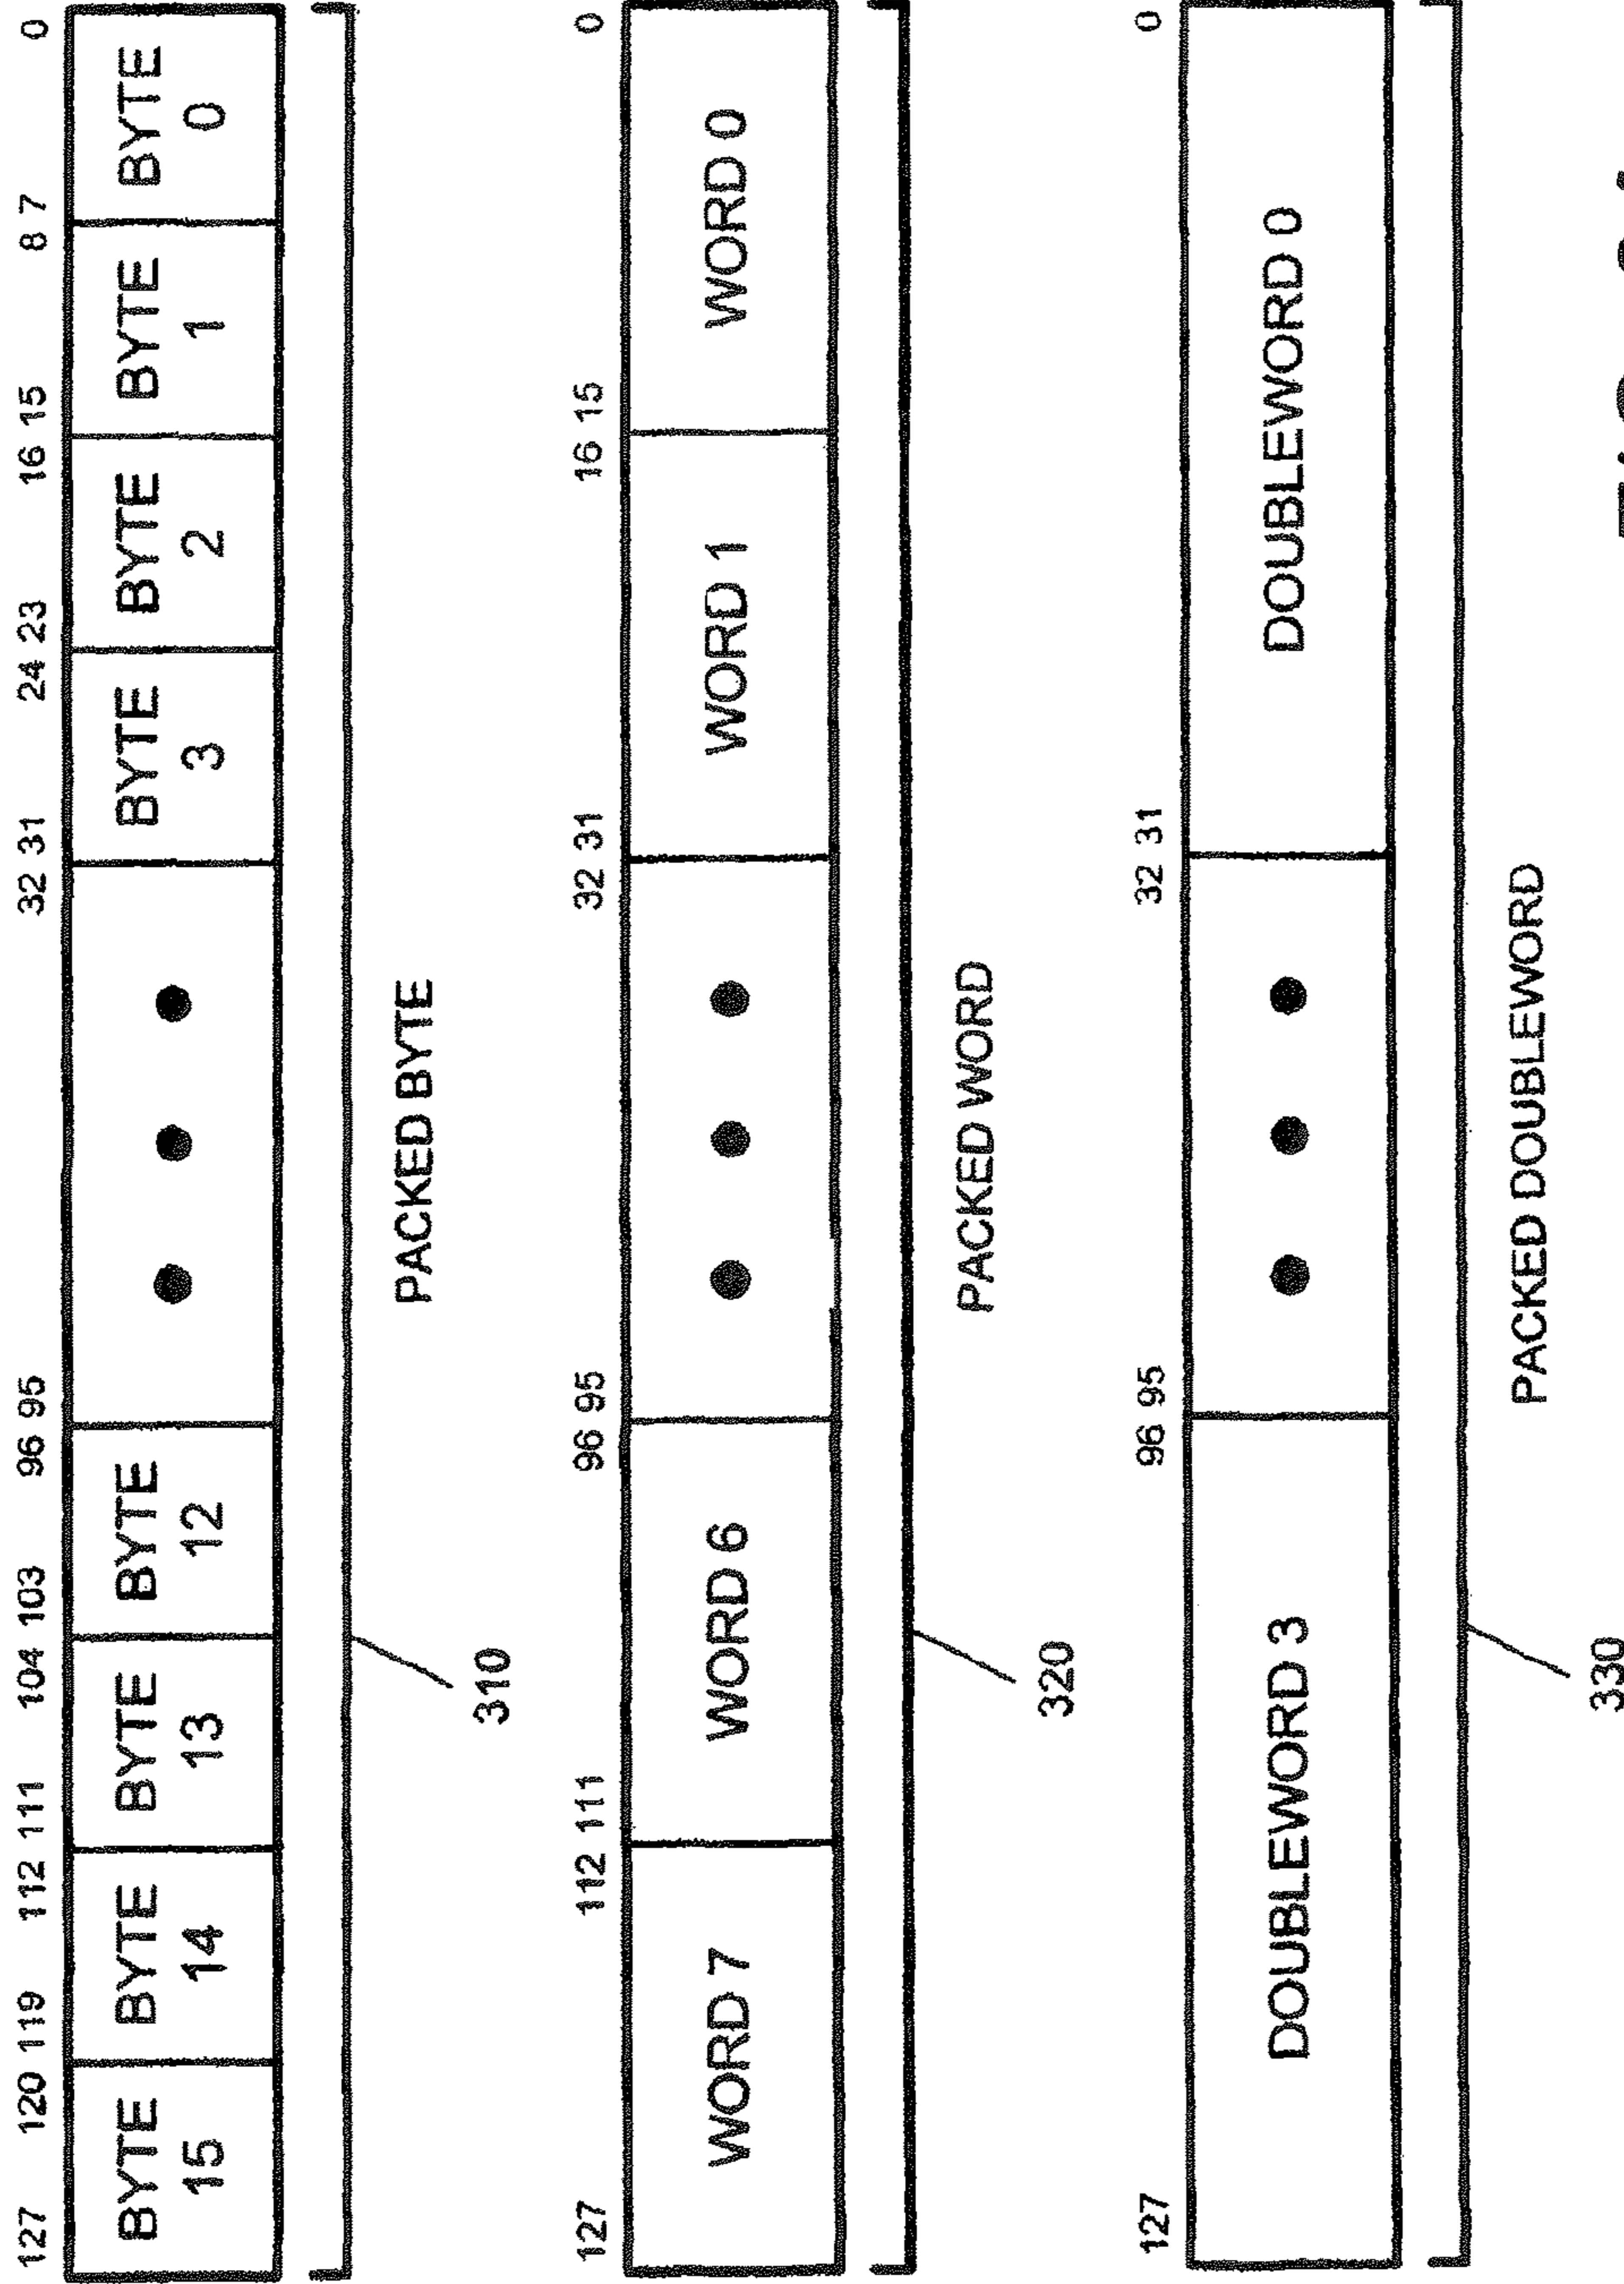 127 120 119 112 111 104 103 96 95 32 31 24 23 16 15 8 7 0
BYTE 15 BYTE 14 BYTE 13 BYTE 12 BYTE 3 BYTE 2 BYTE 1 BYTE 0
PACKED BYTE
310
127 112 111 96 95 32 31 16 15 0
WORD 7 WORD 6 WORD 1 WORD 0
PACKED WORD
320
127 96 95 32 31 0
DOUBLEWORD 3 DOUBLEWORD 0
PACKED DOUBLEWORD
330